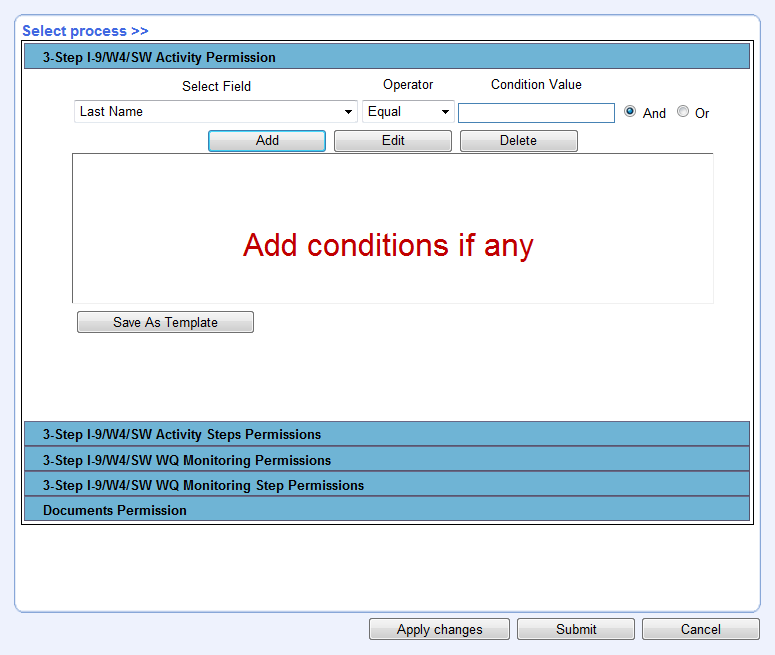 Select process >>
3-Step I-9/W4/SW Activity Permission
Select Field Operator Condition Value
Last Name Equal And Or
Add Edit Delete
Add conditions if any
Save As Template
3-Step I-9/W4/SW Activity Steps Permissions
3-Step I-9/W4/SW WQ Monitoring Permissions
3-Step I-9/W4/SW WQ Monitoring Step Permissions
Documents Permission
Apply changes Submit Cancel